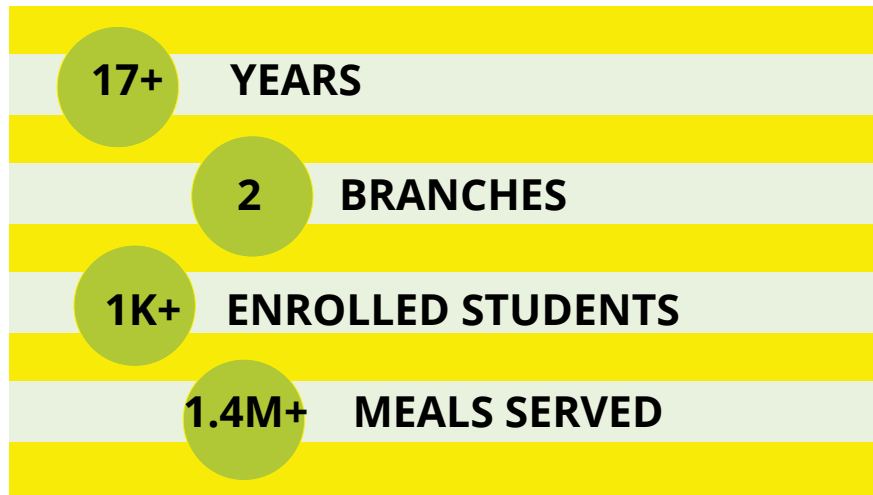 17+ YEARS
2 BRANCHES
1K+ ENROLLED STUDENTS
1.4M+ MEALS SERVED